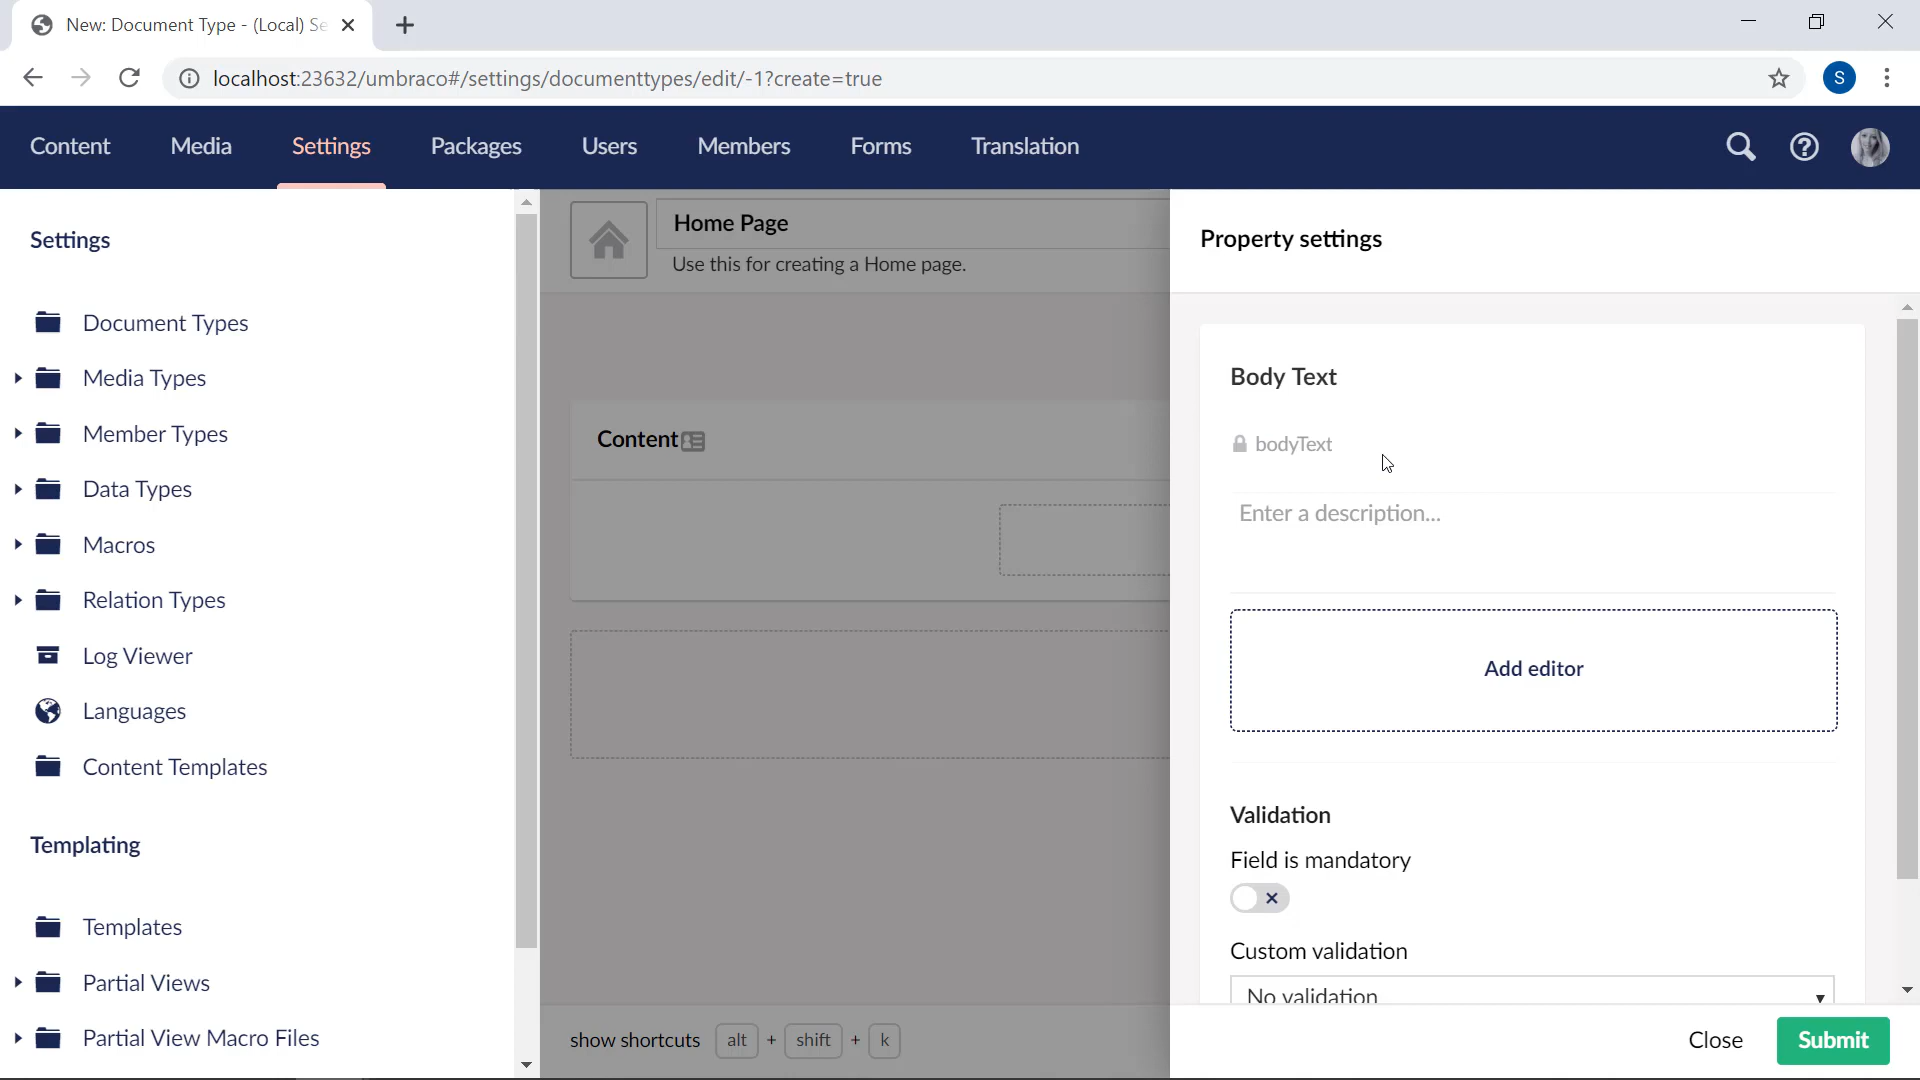 New: Document Type - (Local) Se
localhost:23632/umbraco#/settings/documenttypes/edit/-1?create=true
S
Content
Media
Settings
Packages
Users
Members
Forms
Translation
Settings
Document Types
Media Types
Member Types
Data Types
Macros
Relation Types
Log Viewer
Languages
Content Templates
Templating
Templates
Partial Views
Partial View Macro Files
Home Page
Use this for creating a Home page.
Content
show shortcuts alt + shift + k
Property settings
Body Text
bodyText
Enter a description...
Add editor
Validation
Field is mandatory
Custom validation
No validation
Close
Submit